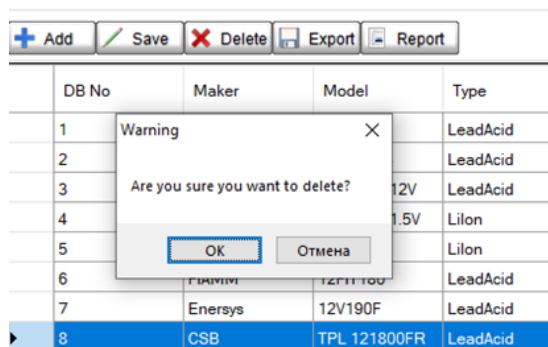 Add Save Delete Export Report
DB No Maker Model Type
1 LeadAcid
2 LeadAcid
3 12V LeadAcid
4 1.5V LiIon
5 LiIon
6 FIAMM 12FIT180 LeadAcid
7 Enersys 12V190F LeadAcid
8 CSB TPL 121800FR LeadAcid
Warning
Are you sure you want to delete?
OK Отмена